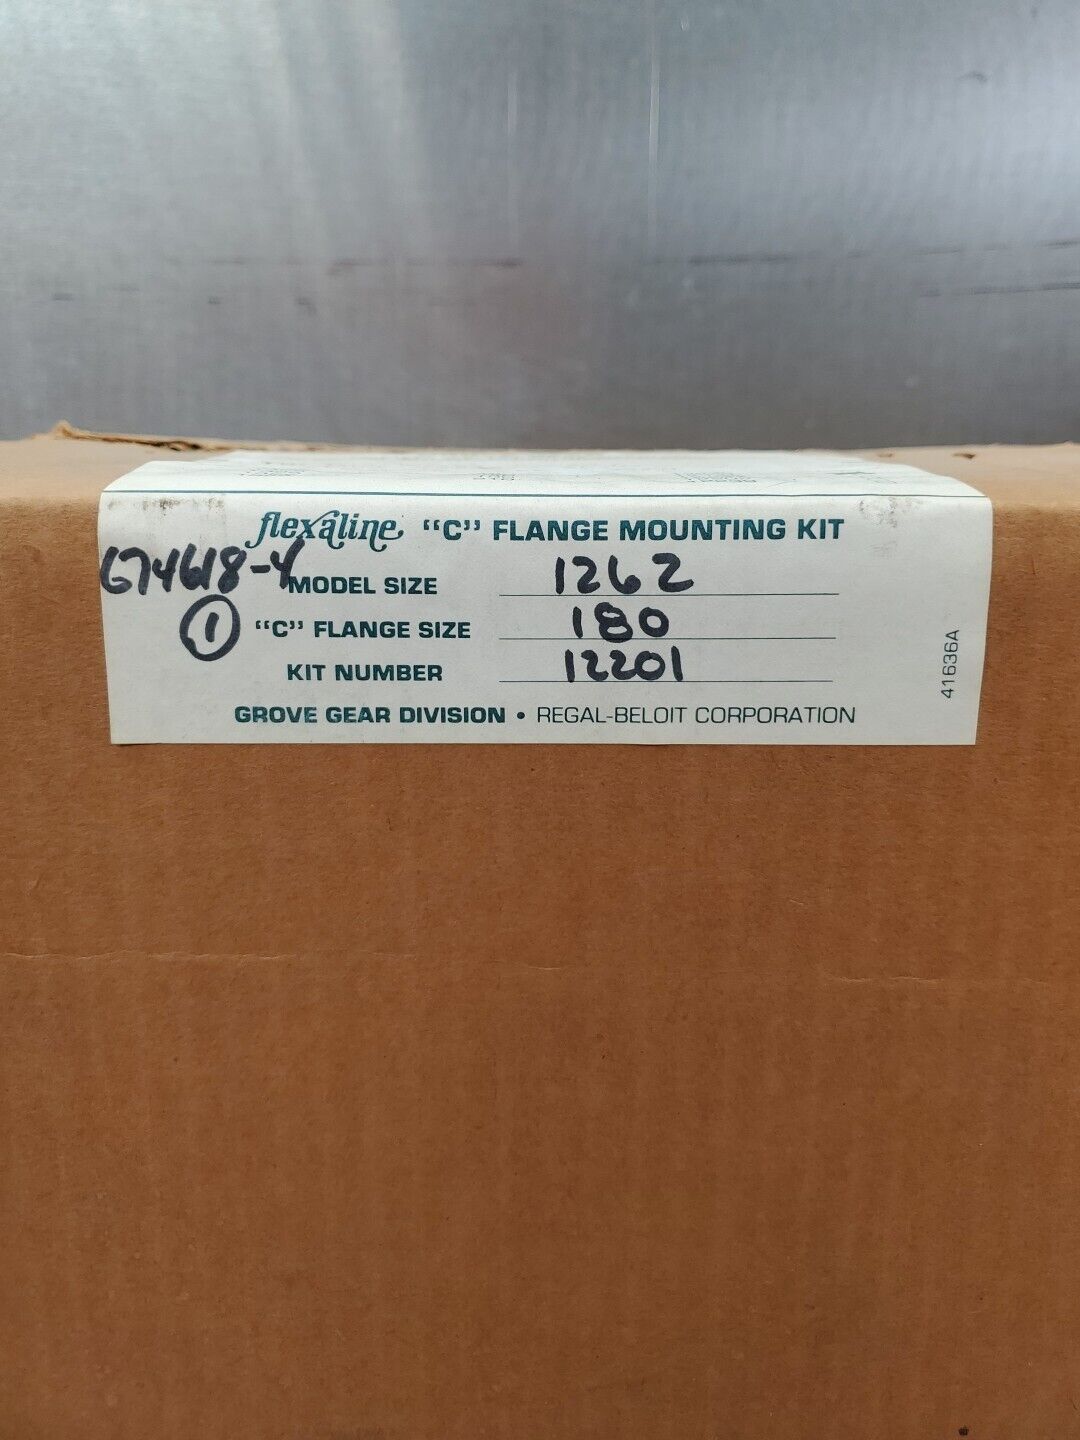 flexaline "C" FLANGE MOUNTING KIT
674618-4
MODEL SIZE 1262
1 "C" FLANGE SIZE 180
KIT NUMBER 12201
GROVE GEAR DIVISION • REGAL-BELOIT CORPORATION
41636A